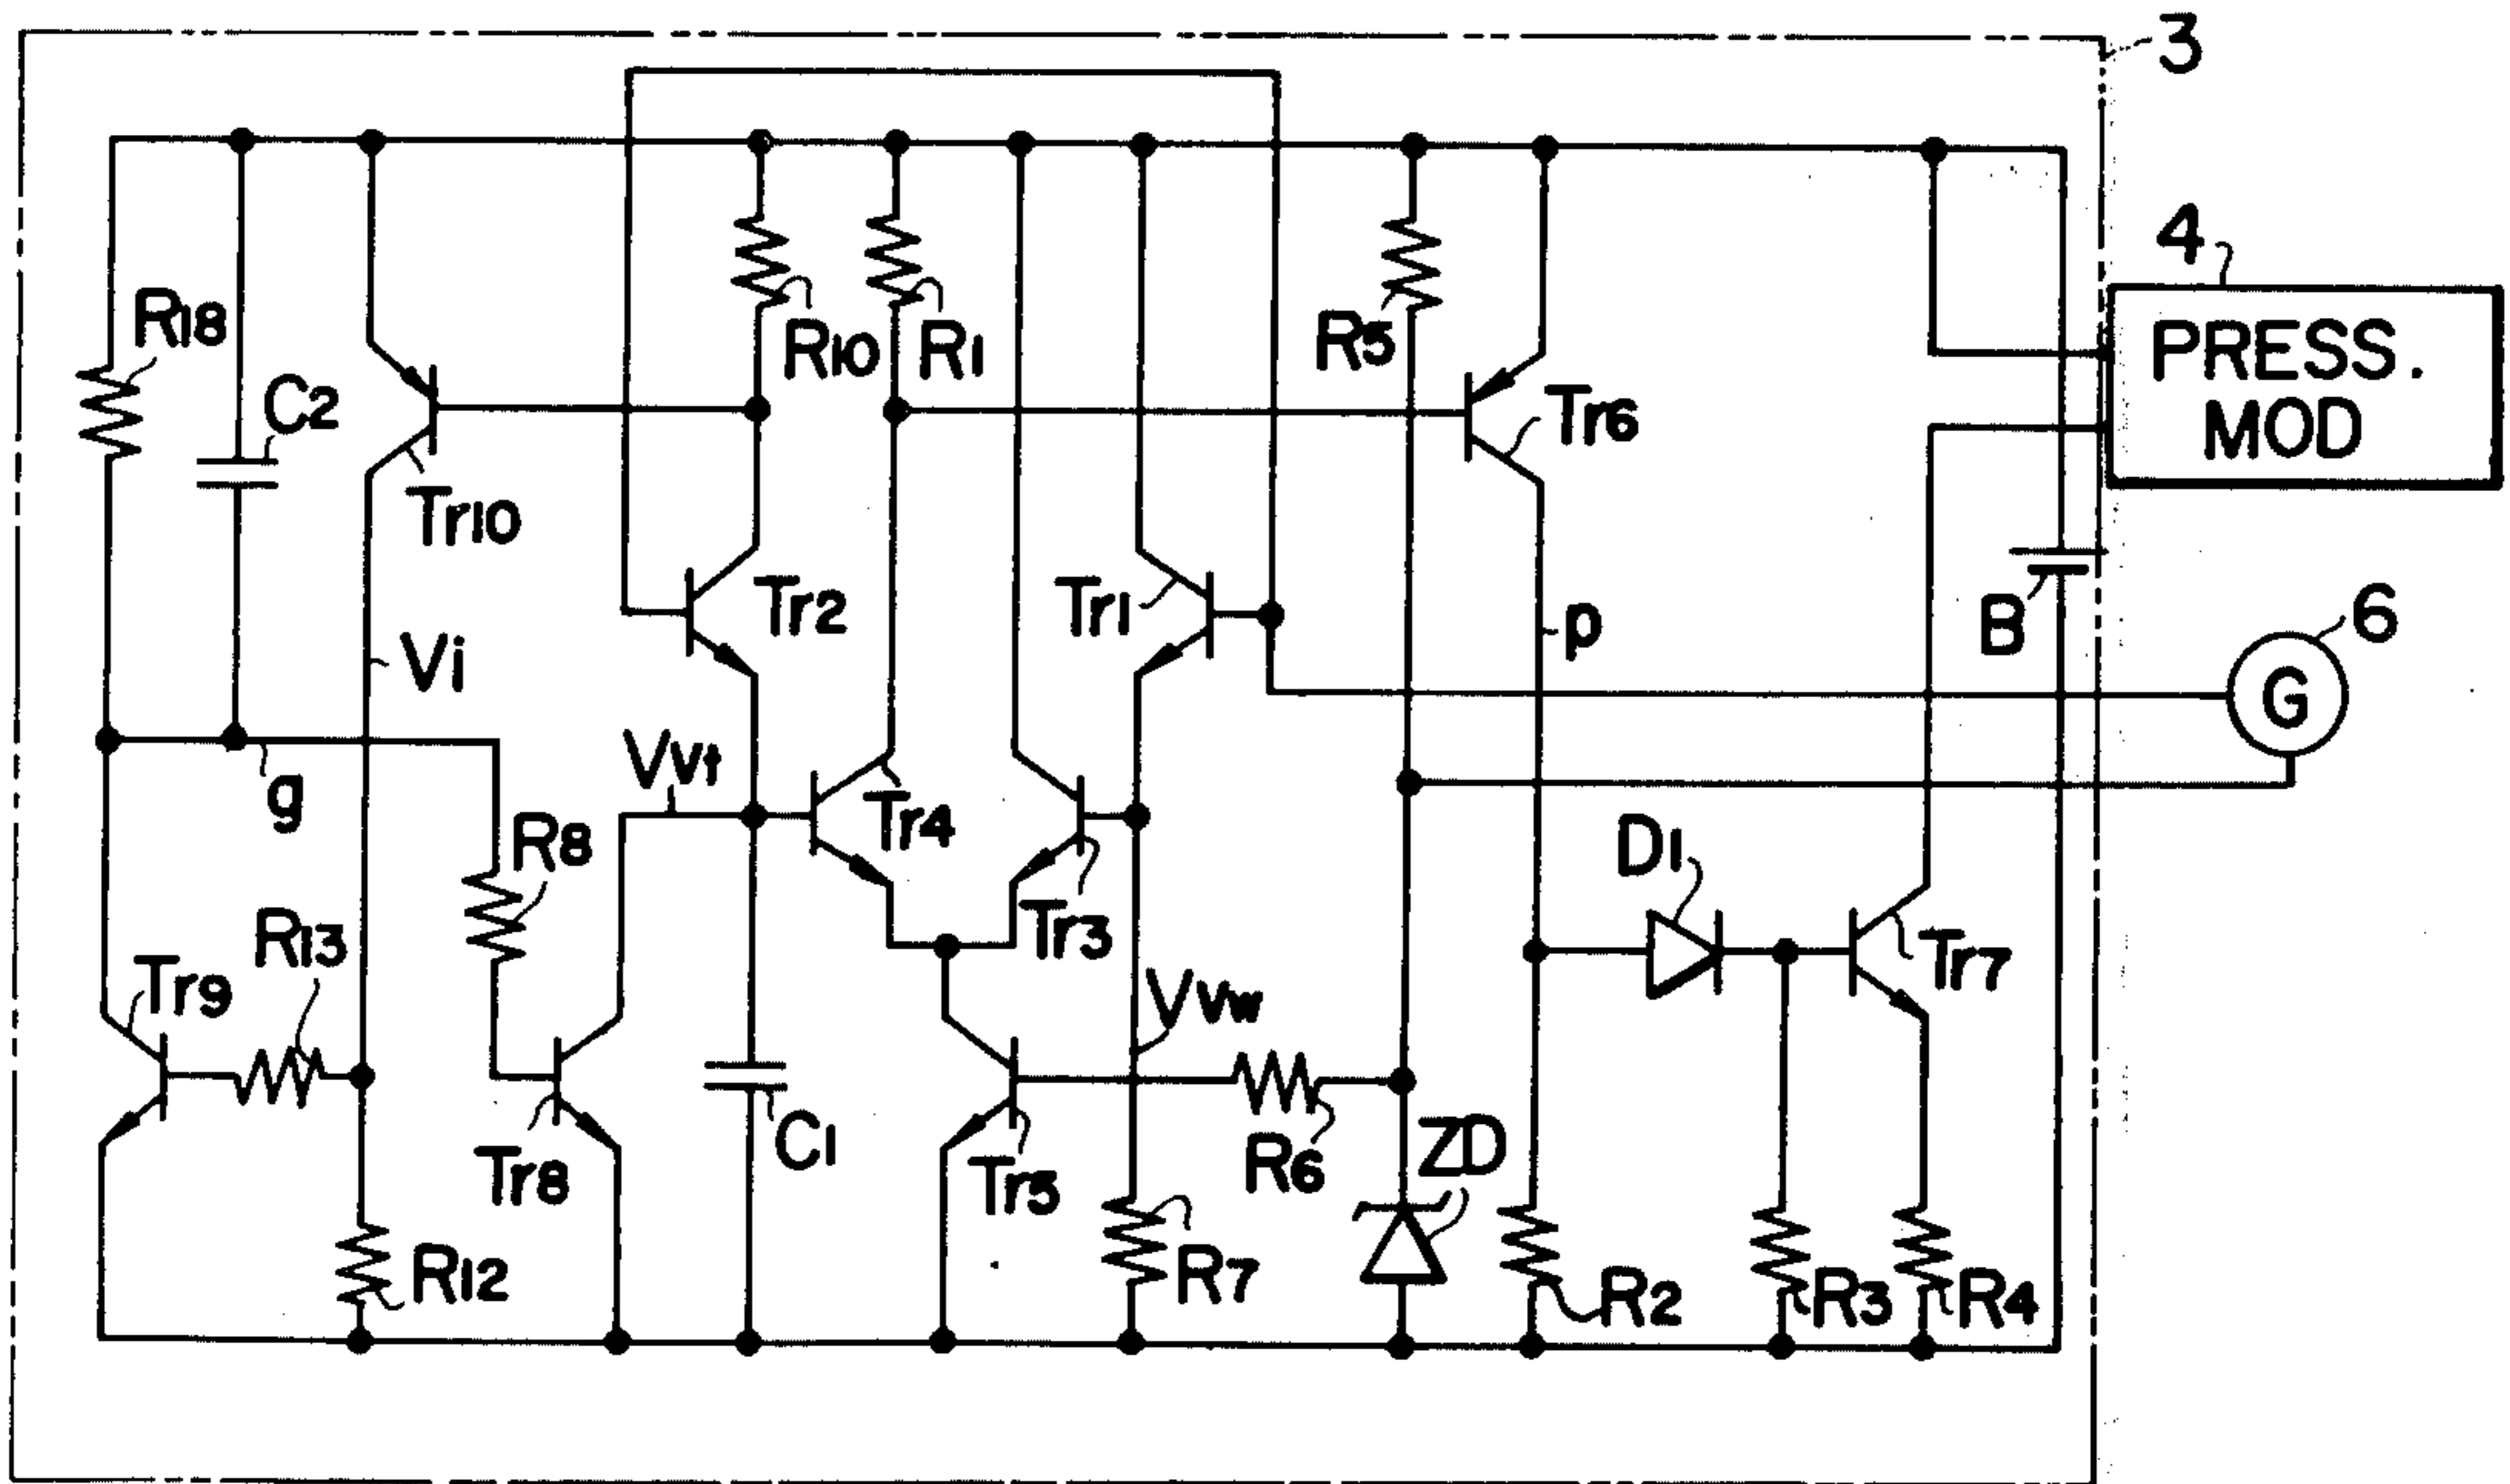 3
4
PRESS.
MOD
R18
C2
R10
R1
R5
Tr6
Tr10
Tr2
Tr1
p
B
6
G
Vi
Vvt
g
R8
Tr4
D1
R13
Tr3
Tr7
Tr9
Vvw
Tr8
C1
Tr5
R6
ZD
R12
R7
R2
R3
R4